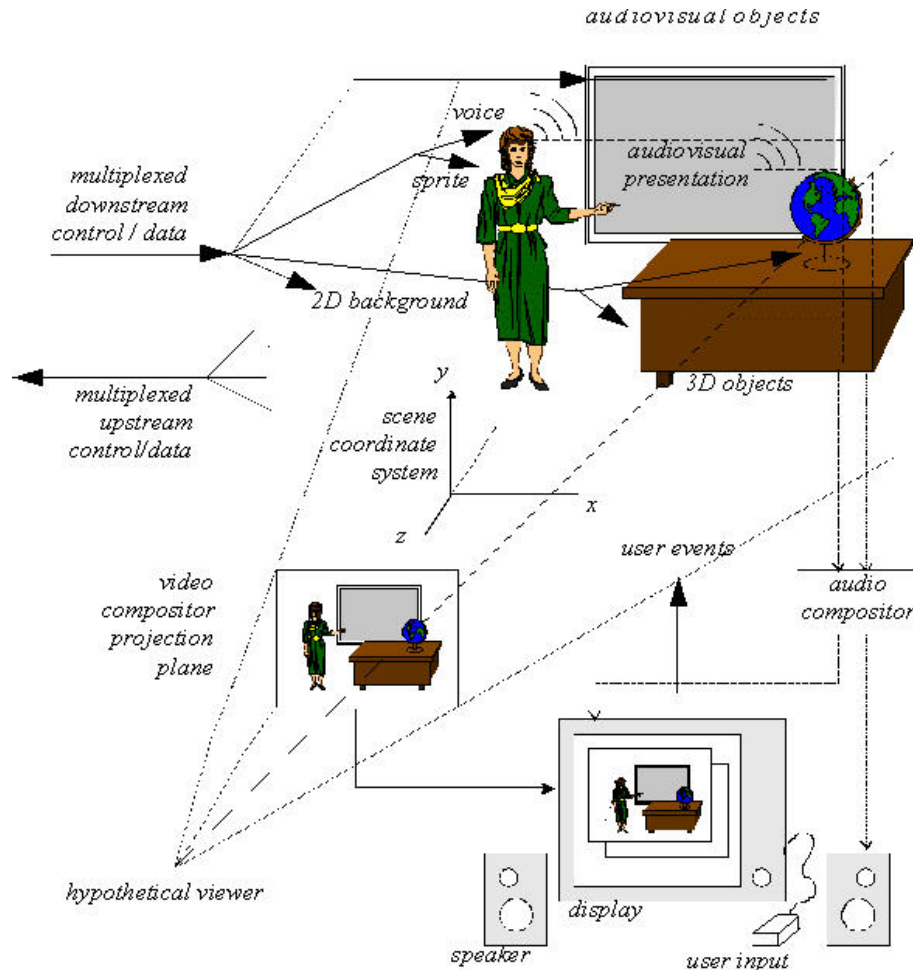 audiovisual objects
voice
sprite
audiovisual
presentation
multiplexed
downstream
control / data
2D background
3D objects
multiplexed
upstream
control/data
y
scene
coordinate
system
x
z
user events
video
compositor
projection
plane
audio
compositor
hypothetical viewer
display
speaker
user input